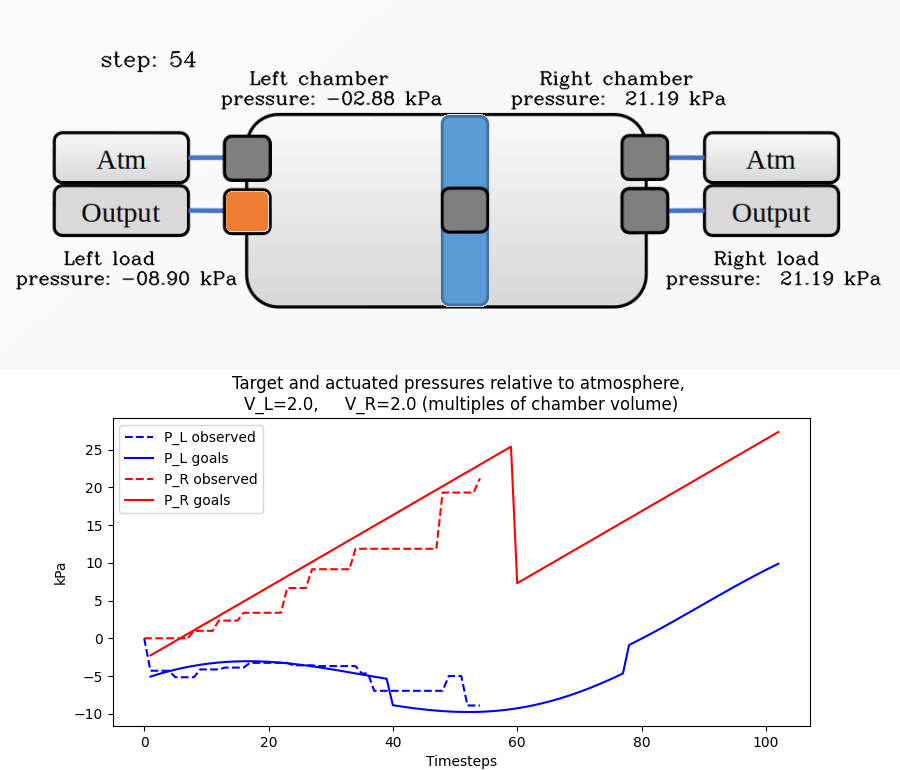 step: 54
Left chamber
pressure: −02.88 kPa
Right chamber
pressure:  21.19 kPa
Atm
Output
Atm
Output
Left load
pressure: −08.90 kPa
Right load
pressure:  21.19 kPa
Target and actuated pressures relative to atmosphere,
V_L=2.0,     V_R=2.0 (multiples of chamber volume)
P_L observed
P_L goals
P_R observed
P_R goals
25
20
15
10
5
0
−5
−10
kPa
0 20 40 60 80 100
Timesteps